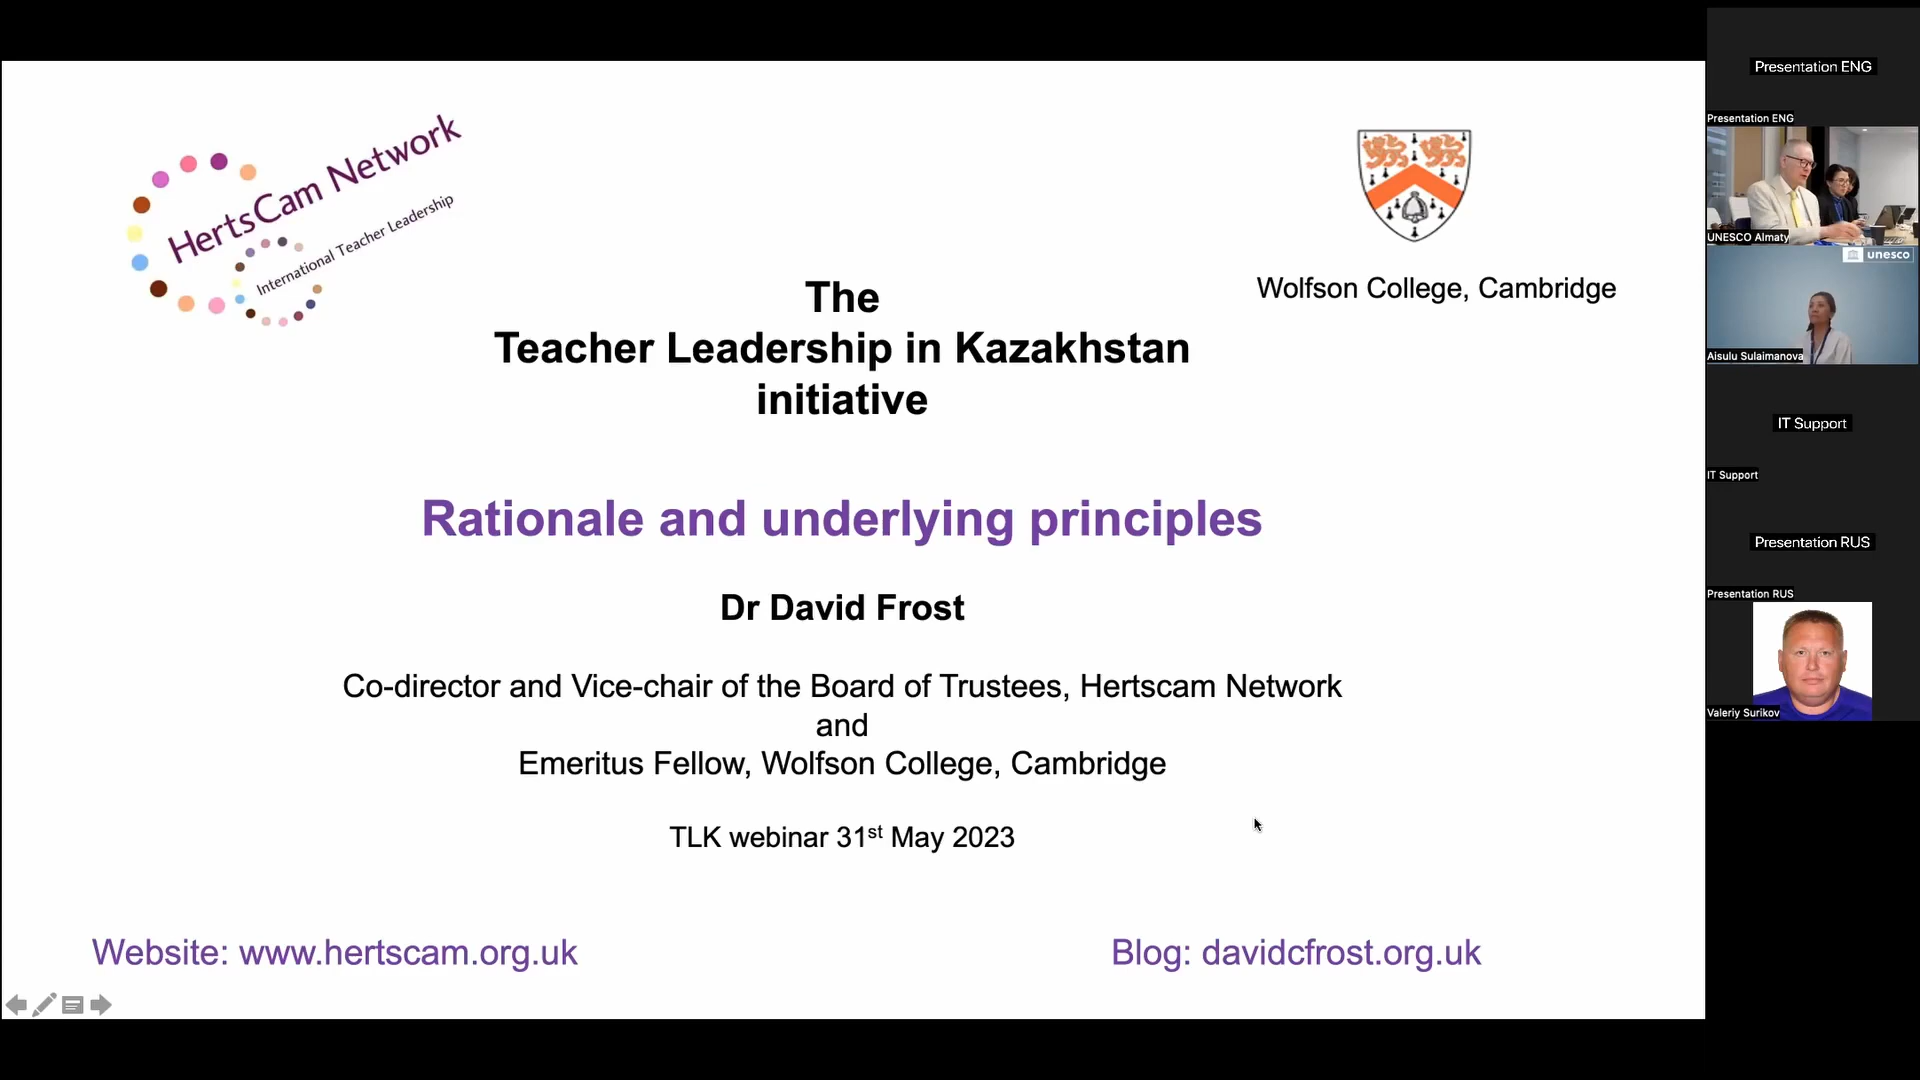 HertsCam Network
International Teacher Leadership
Wolfson College, Cambridge
The
Teacher Leadership in Kazakhstan
initiative
Rationale and underlying principles
Dr David Frost
Co-director and Vice-chair of the Board of Trustees, Hertscam Network
and
Emeritus Fellow, Wolfson College, Cambridge
TLK webinar 31st May 2023
Website: www.hertscam.org.uk
Blog: davidcfrost.org.uk
Presentation ENG
Presentation ENG
UNESCO Almaty
unesco
Aisulu Sulaimanova
IT Support
IT Support
Presentation RUS
Presentation RUS
Valeriy Surikov